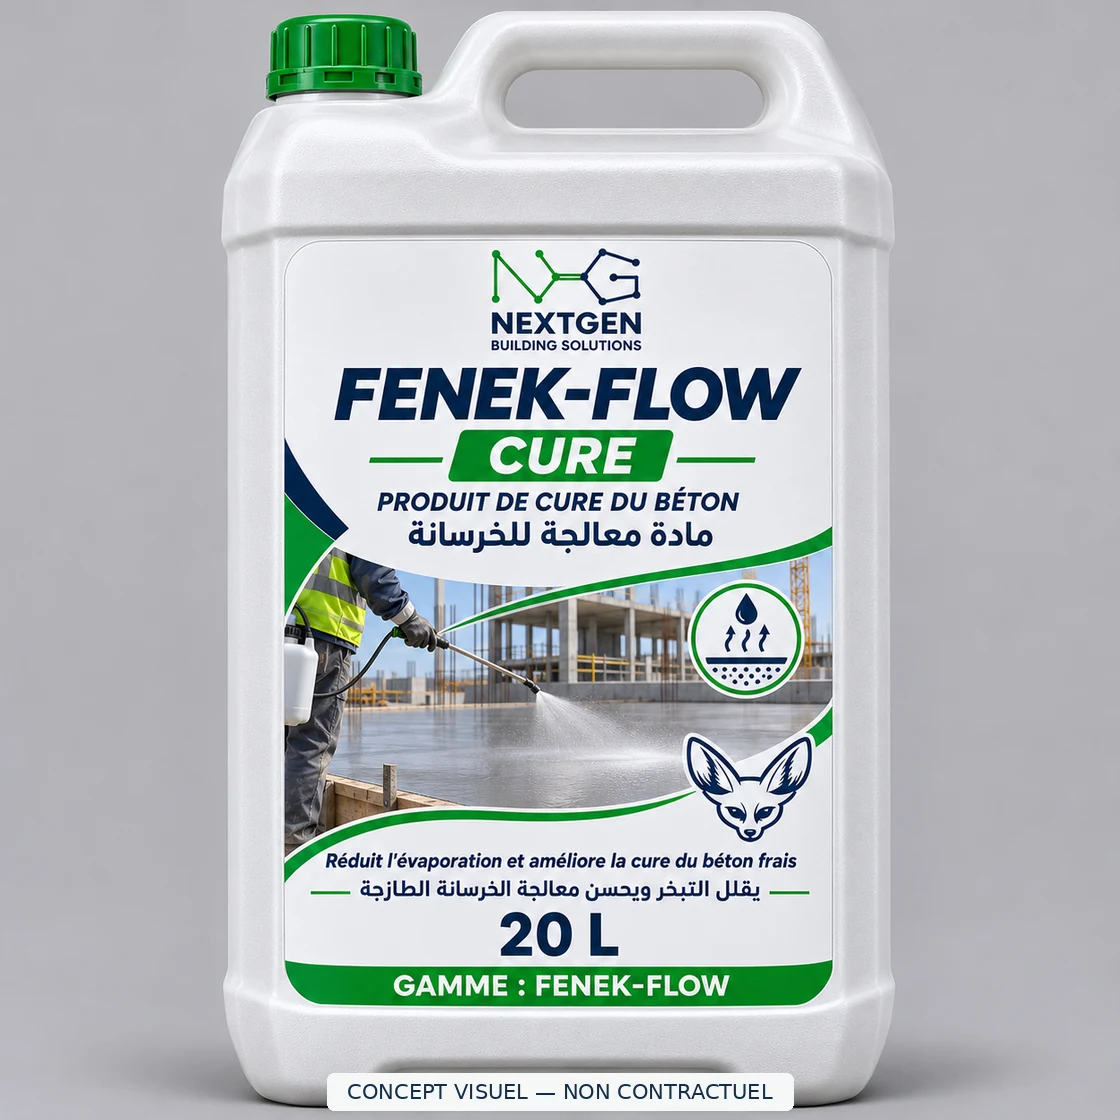 NEXTGEN
BUILDING SOLUTIONS
FENEK-FLOW
CURE
PRODUIT DE CURE DU BÉTON
مادة معالجة للخرسانة
Réduit l'évaporation et améliore la cure du béton frais
يقلل التبخر ويحسن معالجة الخرسانة الطازجة
20 L
GAMME : FENEK-FLOW
CONCEPT VISUEL — NON CONTRACTUEL